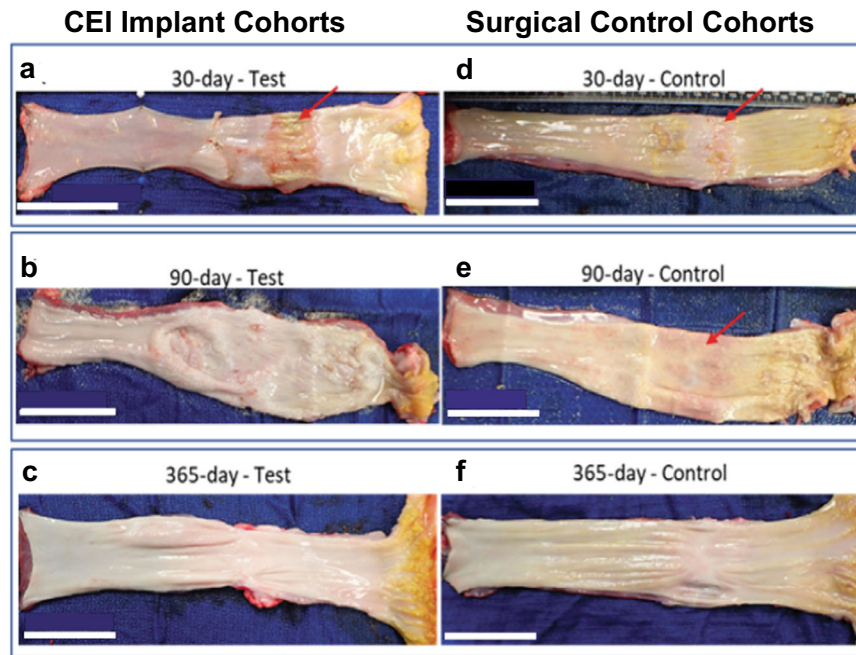 CEI Implant Cohorts
Surgical Control Cohorts
a
30-day - Test
d
30-day - Control
b
90-day - Test
e
90-day - Control
c
365-day - Test
f
365-day - Control